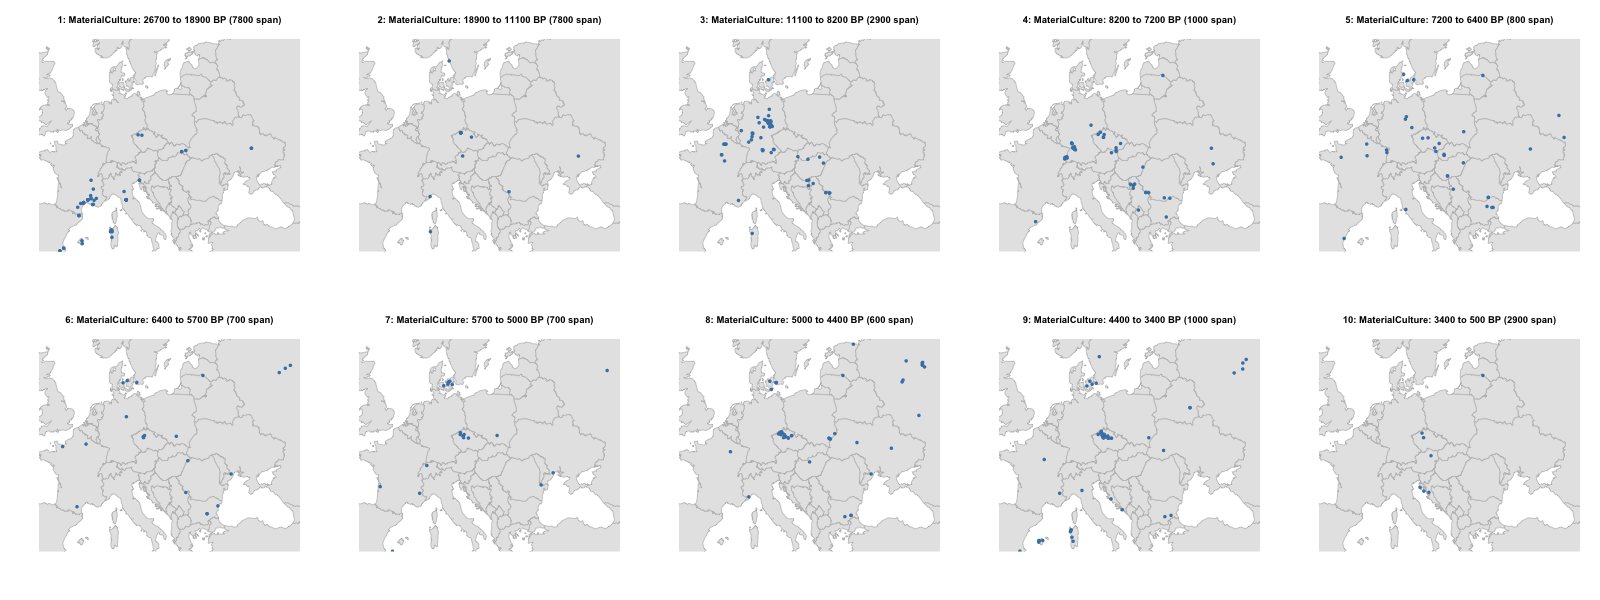 1: MaterialCulture: 26700 to 18900 BP (7800 span)
2: MaterialCulture: 18900 to 11100 BP (7800 span)
3: MaterialCulture: 11100 to 8200 BP (2900 span)
4: MaterialCulture: 8200 to 7200 BP (1000 span)
5: MaterialCulture: 7200 to 6400 BP (800 span)
6: MaterialCulture: 6400 to 5700 BP (700 span)
7: MaterialCulture: 5700 to 5000 BP (700 span)
8: MaterialCulture: 5000 to 4400 BP (600 span)
9: MaterialCulture: 4400 to 3400 BP (1000 span)
10: MaterialCulture: 3400 to 500 BP (2900 span)